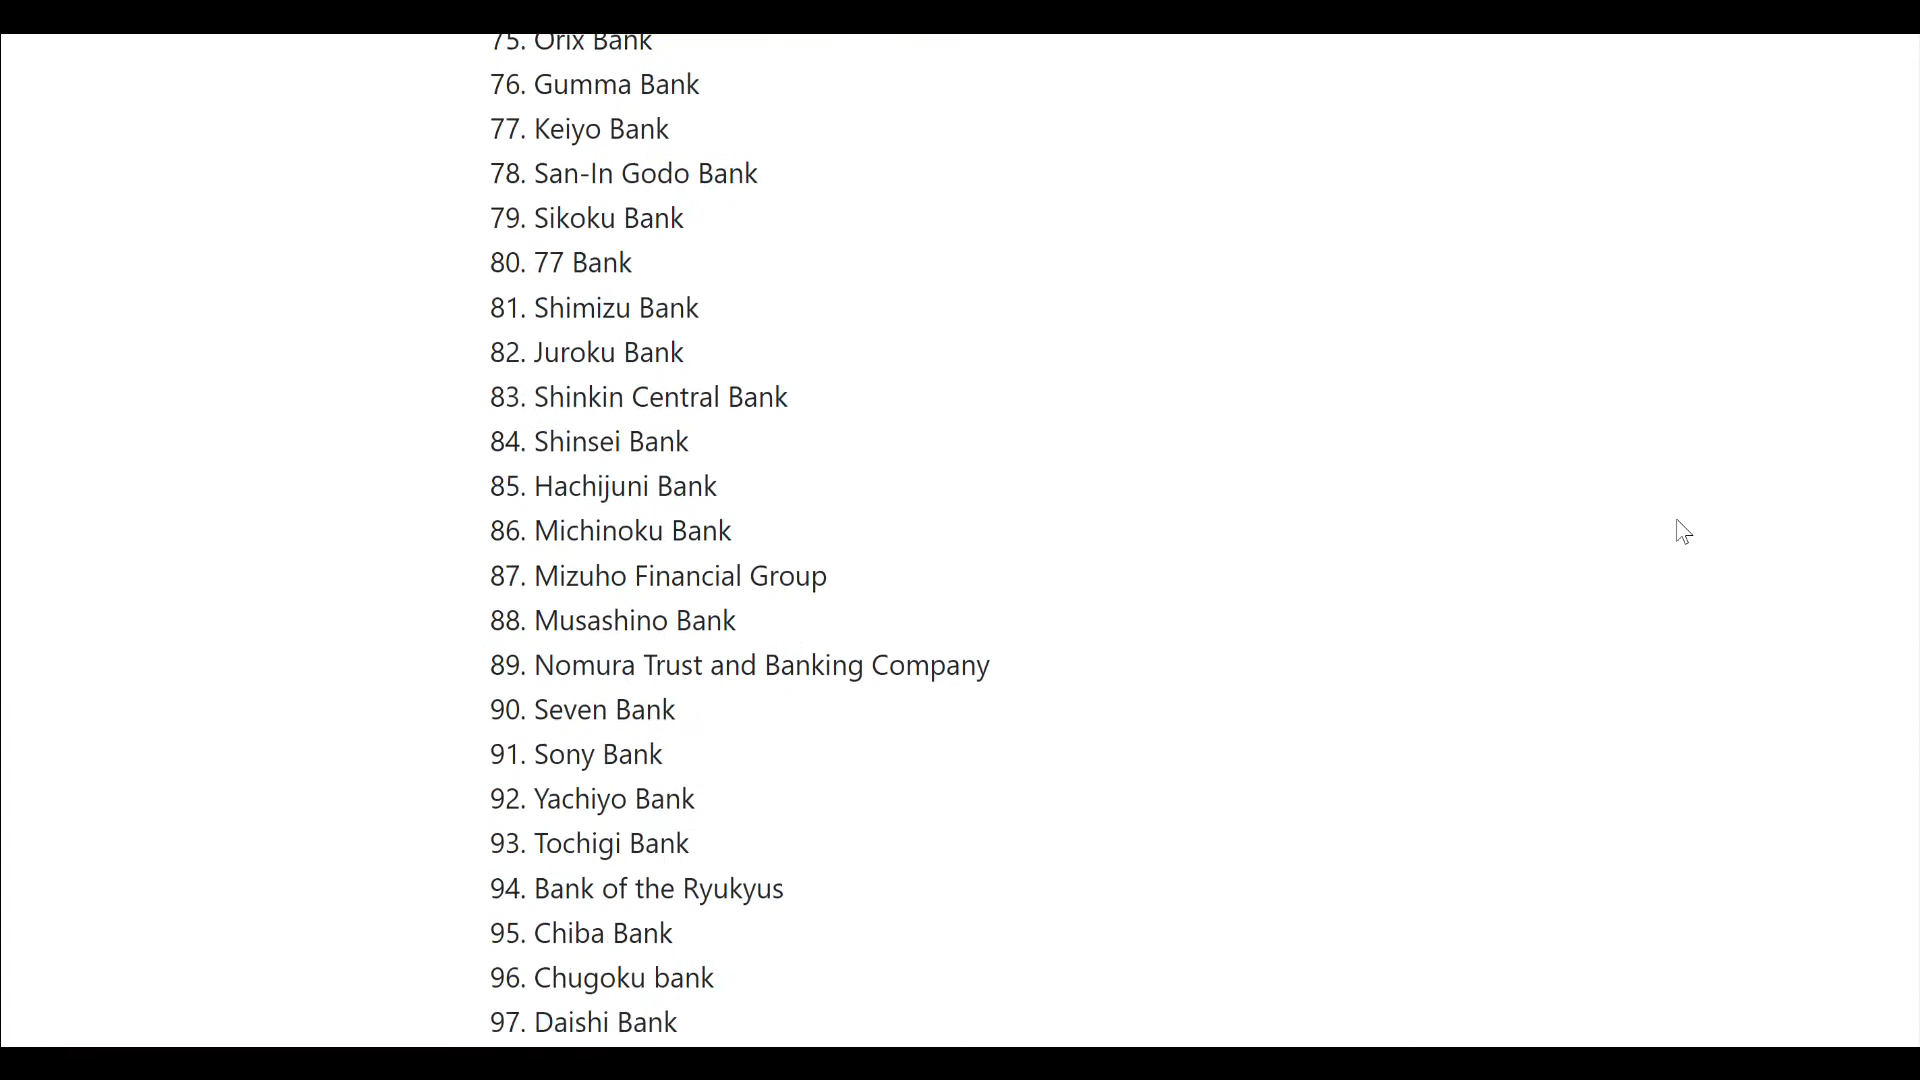 75. Orix Bank
76. Gumma Bank
77. Keiyo Bank
78. San-In Godo Bank
79. Sikoku Bank
80. 77 Bank
81. Shimizu Bank
82. Juroku Bank
83. Shinkin Central Bank
84. Shinsei Bank
85. Hachijuni Bank
86. Michinoku Bank
87. Mizuho Financial Group
88. Musashino Bank
89. Nomura Trust and Banking Company
90. Seven Bank
91. Sony Bank
92. Yachiyo Bank
93. Tochigi Bank
94. Bank of the Ryukyus
95. Chiba Bank
96. Chugoku bank
97. Daishi Bank